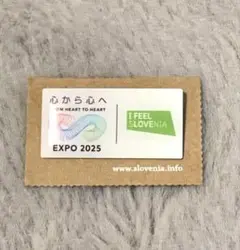 心から心へ
FROM HEART TO HEART
EXPO 2025
I FEEL
SLOVENIA
www.slovenia.info